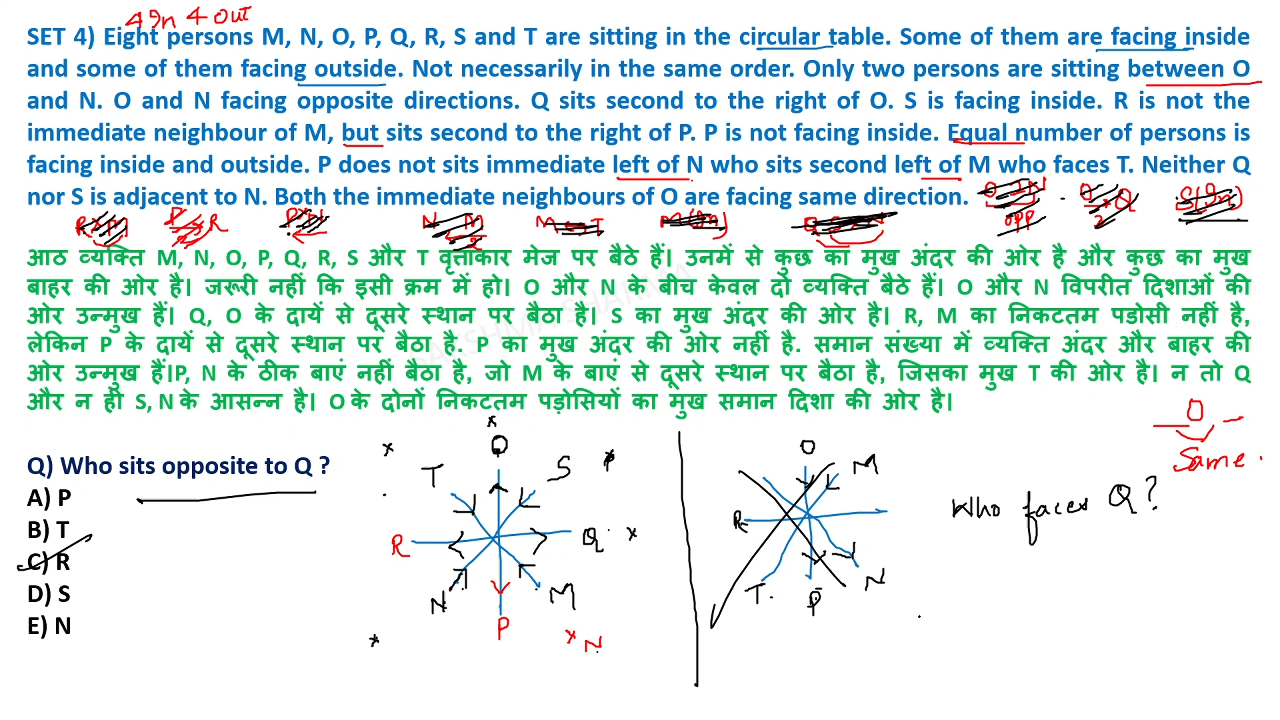 4 In 4 out
SET 4) Eight persons M, N, O, P, Q, R, S and T are sitting in the circular table. Some of them are facing inside
and some of them facing outside. Not necessarily in the same order. Only two persons are sitting between O
and N. O and N facing opposite directions. Q sits second to the right of O. S is facing inside. R is not the
immediate neighbour of M, but sits second to the right of P. P is not facing inside. Equal number of persons is
facing inside and outside. P does not sits immediate left of N who sits second left of M who faces T. Neither Q
nor S is adjacent to N. Both the immediate neighbours of O are facing same direction.
आठ व्यक्ति M, N, O, P, Q, R, S और T वृत्ताकार मेज पर बैठे हैं। उनमें से कुछ का मुख अंदर की ओर है और कुछ का मुख
बाहर की ओर है। जरूरी नहीं कि इसी क्रम में हो। O और N के बीच केवल दो व्यक्ति बैठे हैं। O और N विपरीत दिशाओं की
ओर उन्मुख हैं। Q, O के दायें से दूसरे स्थान पर बैठा है। S का मुख अंदर की ओर है। R, M का निकटतम पडोसी नहीं है,
लेकिन P के दायें से दूसरे स्थान पर बैठा है. P का मुख अंदर की ओर नहीं है. समान संख्या में व्यक्ति अंदर और बाहर की
ओर उन्मुख हैं।P, N के ठीक बाएं नहीं बैठा है, जो M के बाएं से दूसरे स्थान पर बैठा है, जिसका मुख T की ओर है। न तो Q
और न ही S, N के आसन्न है। O के दोनों निकटतम पड़ोसियों का मुख समान दिशा की ओर है।
O
Same.
Q) Who sits opposite to Q ?
A) P
B) T
C) R
D) S
E) N
O
T
S
R
Q
N
M
P
N
O
M
R
N
T
P
Who faces Q?